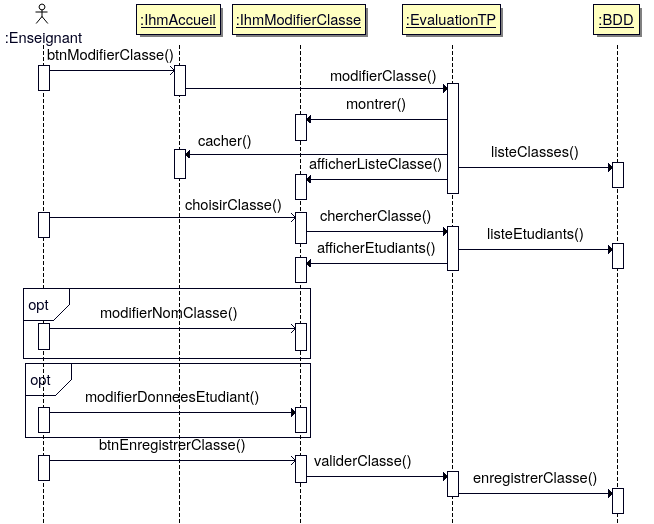 :IhmAccueil
:IhmModifierClasse
:EvaluationTP
:BDD
:Enseignant
btnModifierClasse()
modifierClasse()
montrer()
cacher()
listeClasses()
afficherListeClasse()
choisirClasse()
chercherClasse()
listeEtudiants()
afficherEtudiants()
opt
modifierNomClasse()
opt
modifierDonneesEtudiant()
btnEnregistrerClasse()
validerClasse()
enregistrerClasse()